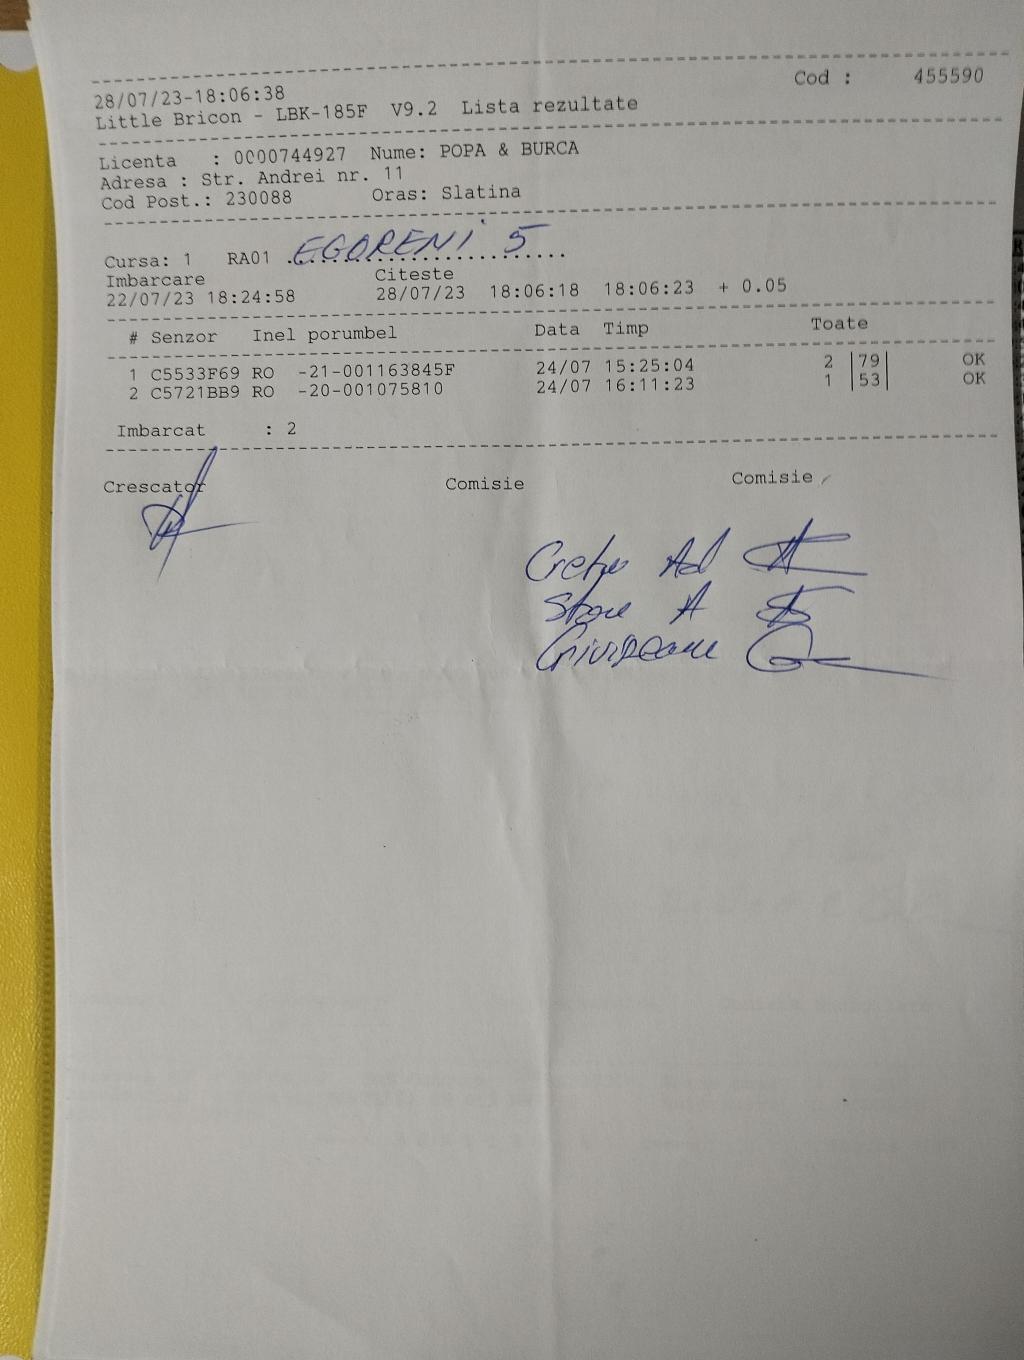 Cod : 455590
28/07/23-18:06:38
Little Bricon - LBK-185F V9.2 Lista rezultate
Licenta : 0000744927 Nume: POPA & BURCA
Adresa : Str. Andrei nr. 11
Cod Post.: 230088 Oras: Slatina
Cursa: 1 RA01 EGORENI 5
Imbarcare Citeste
22/07/23 18:24:58 28/07/23 18:06:18 18:06:23 + 0.05
# Senzor Inel porumbel Data Timp Toate
1 C5533F69 RO -21-001163845F 24/07 15:25:04 2 |79| OK
2 C5721BB9 RO -20-001075810 24/07 16:11:23 1 |53| OK
Imbarcat : 2
Crescator Comisie Comisie
Cretu Ad
A